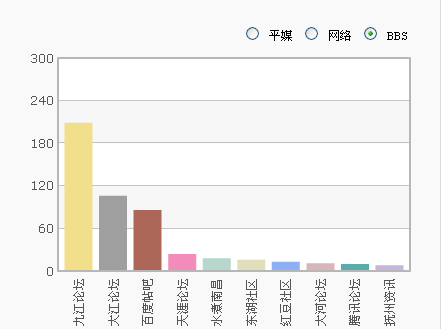 平媒 网络 BBS
300
240
180
120
60
0
九江论坛
大江论坛
百度帖吧
天涯论坛
水煮南昌
东湖社区
红豆社区
大河论坛
腾讯论坛
抚州资讯